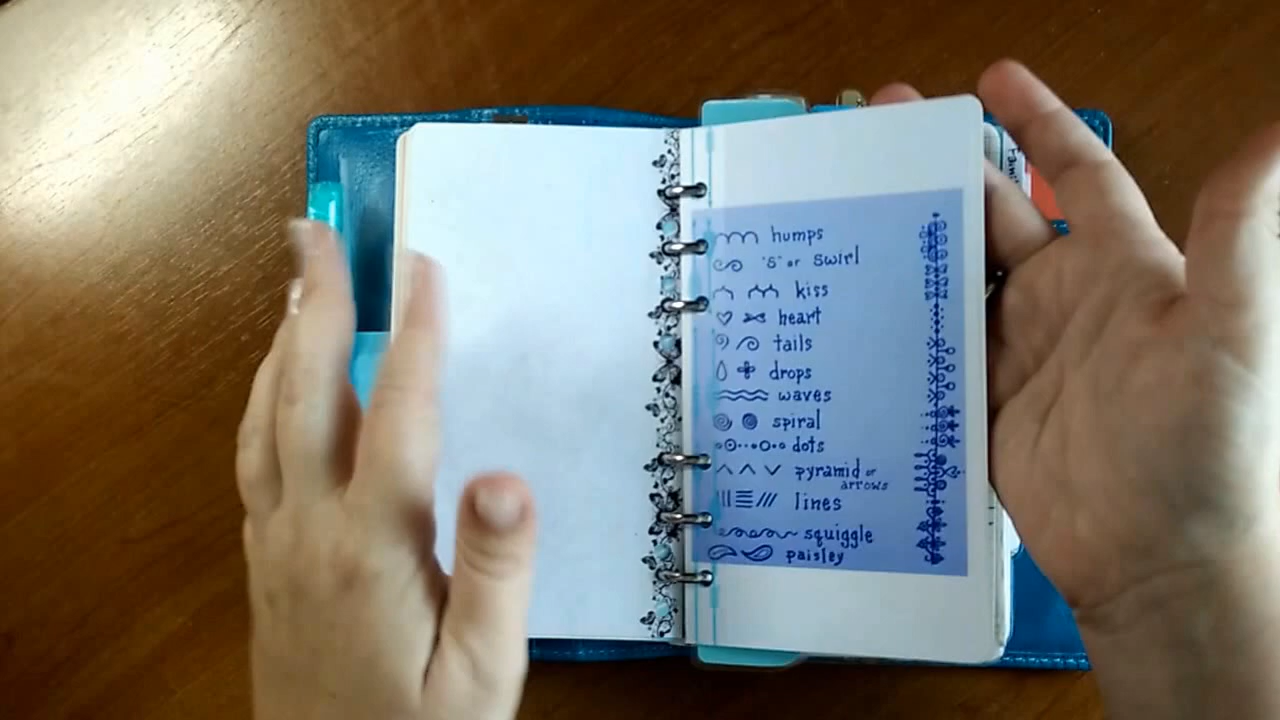 humps
'S' or swirl
kiss
heart
tails
drops
waves
spiral
dots
pyramid or
arrows
lines
squiggle
paisley